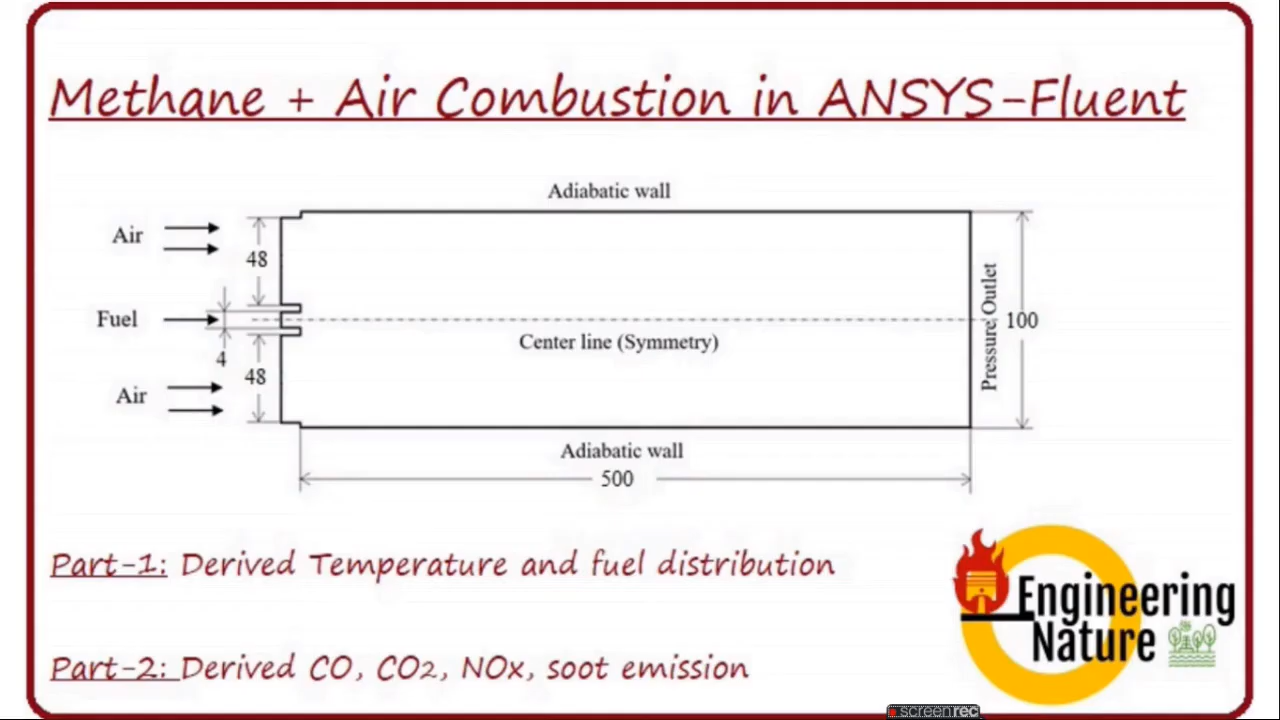 Methane + Air Combustion in ANSYS-Fluent
Adiabatic wall
Air
48
Fuel
4
Center line (Symmetry)
Pressure Outlet
100
48
Air
Adiabatic wall
500
Part-1: Derived Temperature and fuel distribution
Engineering
Nature
Part-2: Derived CO, CO2, NOx, soot emission
screenrec